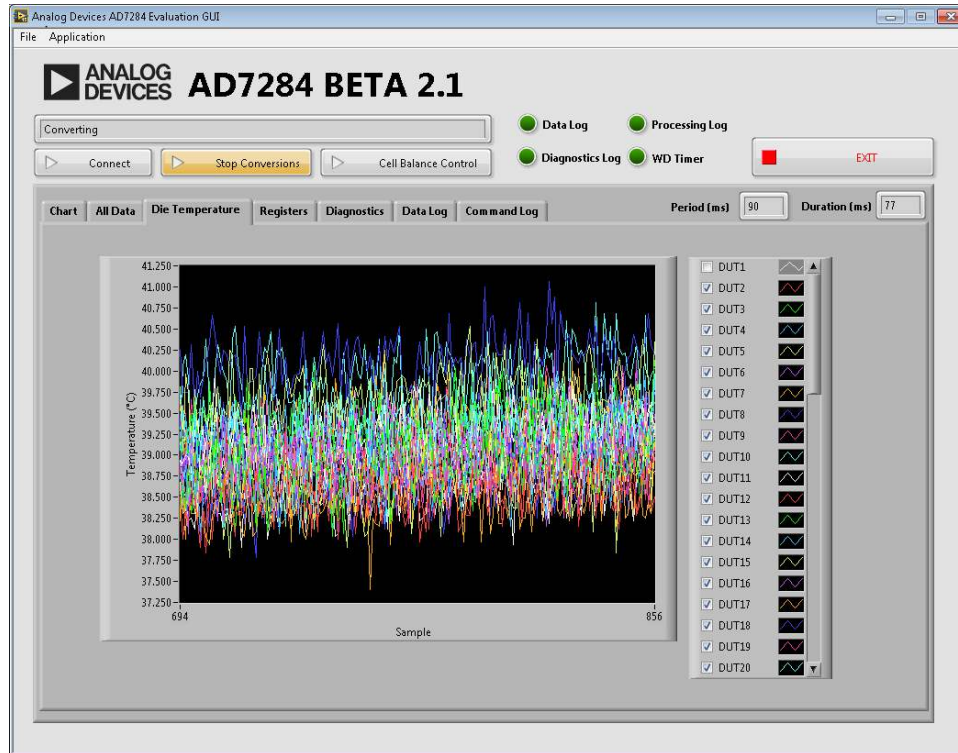 Analog Devices AD7284 Evaluation GUI
File Application
ANALOG
DEVICES
AD7284 BETA 2.1
Converting
Data Log
Processing Log
Connect
Stop Conversions
Cell Balance Control
Diagnostics Log
WD Timer
EXIT
Chart
All Data
Die Temperature
Registers
Diagnostics
Data Log
Command Log
Period (ms)
90
Duration (ms)
77
41.250
41.000
40.750
40.500
40.250
40.000
39.750
39.500
39.250
39.000
38.750
38.500
38.250
38.000
37.750
37.500
37.250
Temperature (°C)
694
856
Sample
DUT1
DUT2
DUT3
DUT4
DUT5
DUT6
DUT7
DUT8
DUT9
DUT10
DUT11
DUT12
DUT13
DUT14
DUT15
DUT16
DUT17
DUT18
DUT19
DUT20